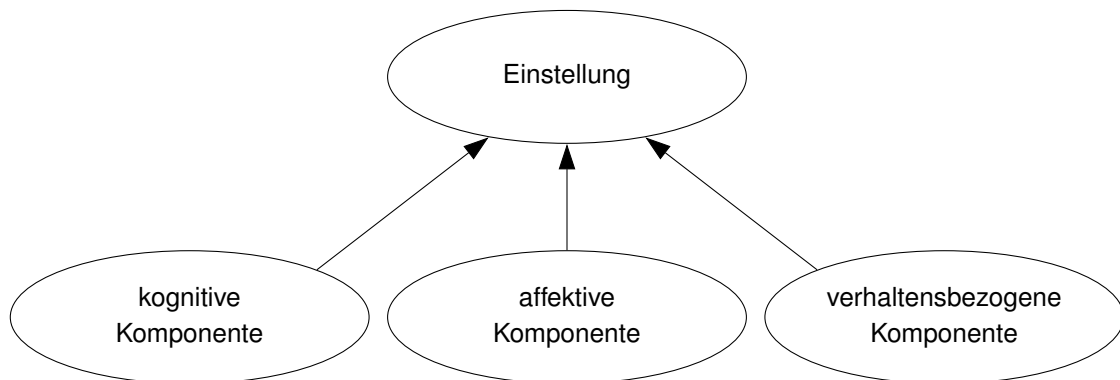 Einstellung
kognitive
Komponente
affektive
Komponente
verhaltensbezogene
Komponente